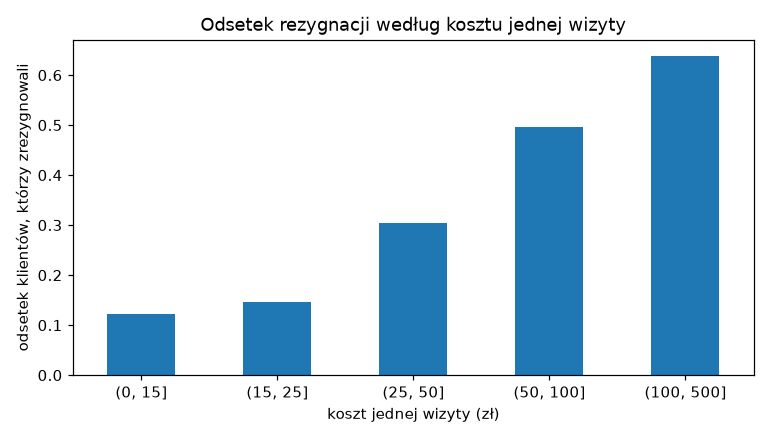 Odsetek rezygnacji według kosztu jednej wizyty
odsetek klientów, którzy zrezygnowali
0.6
0.5
0.4
0.3
0.2
0.1
0.0
(0, 15] (15, 25] (25, 50] (50, 100] (100, 500]
koszt jednej wizyty (zł)